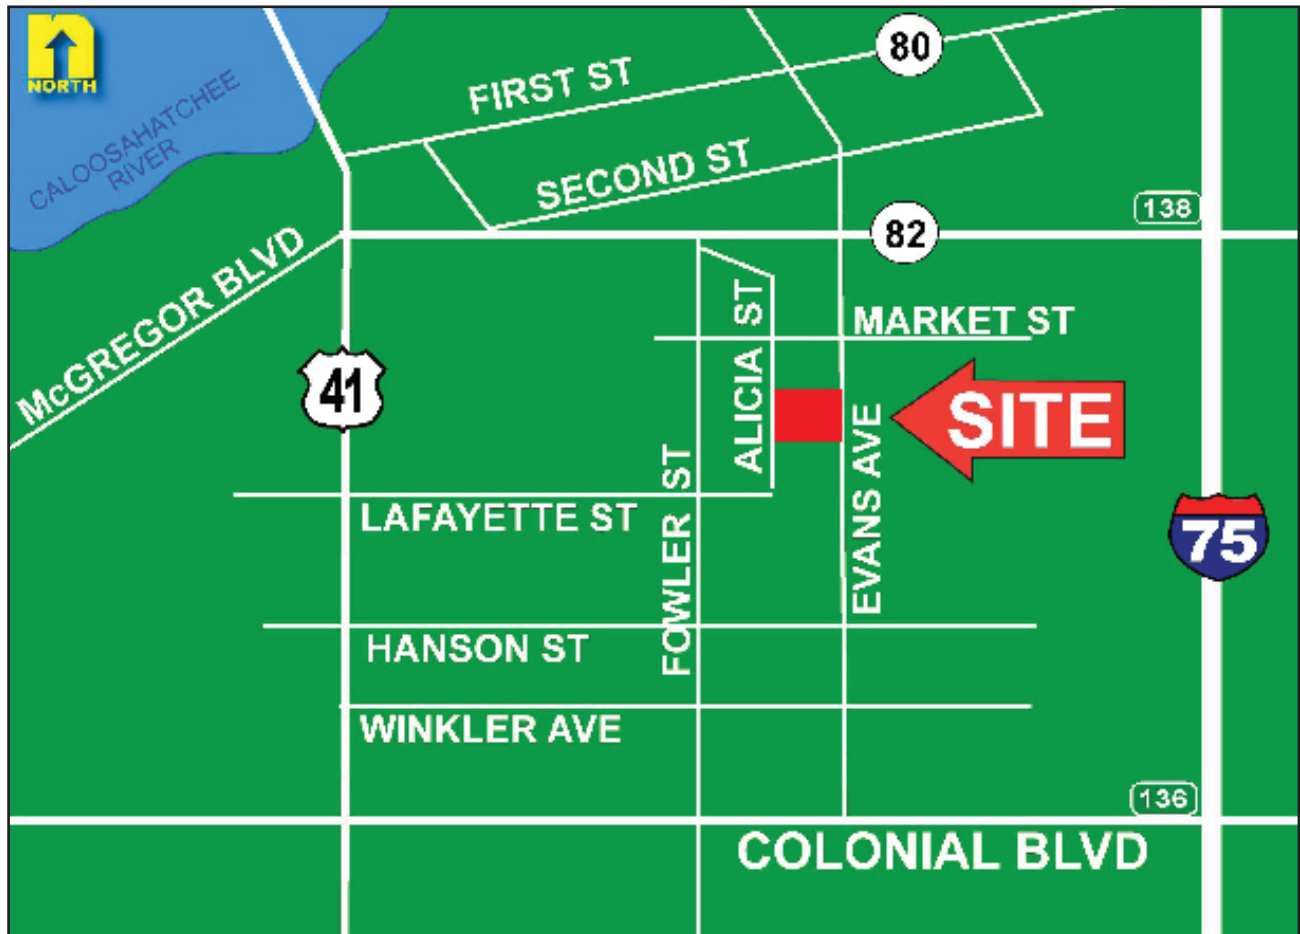 n
NORTH
CALOOSAHATCHEE
RIVER
FIRST ST
80
SECOND ST
138
82
McGREGOR BLVD
MARKET ST
ALICIA ST
41
SITE
EVANS AVE
FOWLER ST
LAFAYETTE ST
75
HANSON ST
WINKLER AVE
136
COLONIAL BLVD